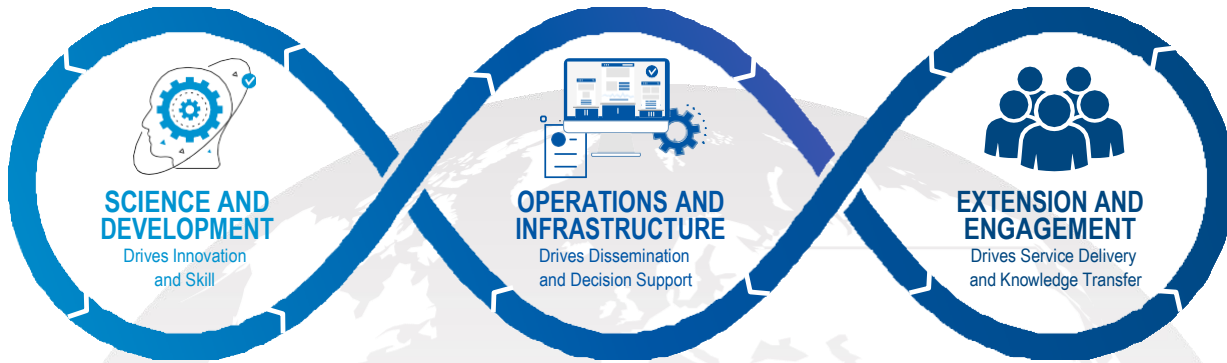 SCIENCE AND
DEVELOPMENT
Drives Innovation
and Skill
OPERATIONS AND
INFRASTRUCTURE
Drives Dissemination
and Decision Support
EXTENSION AND
ENGAGEMENT
Drives Service Delivery
and Knowledge Transfer